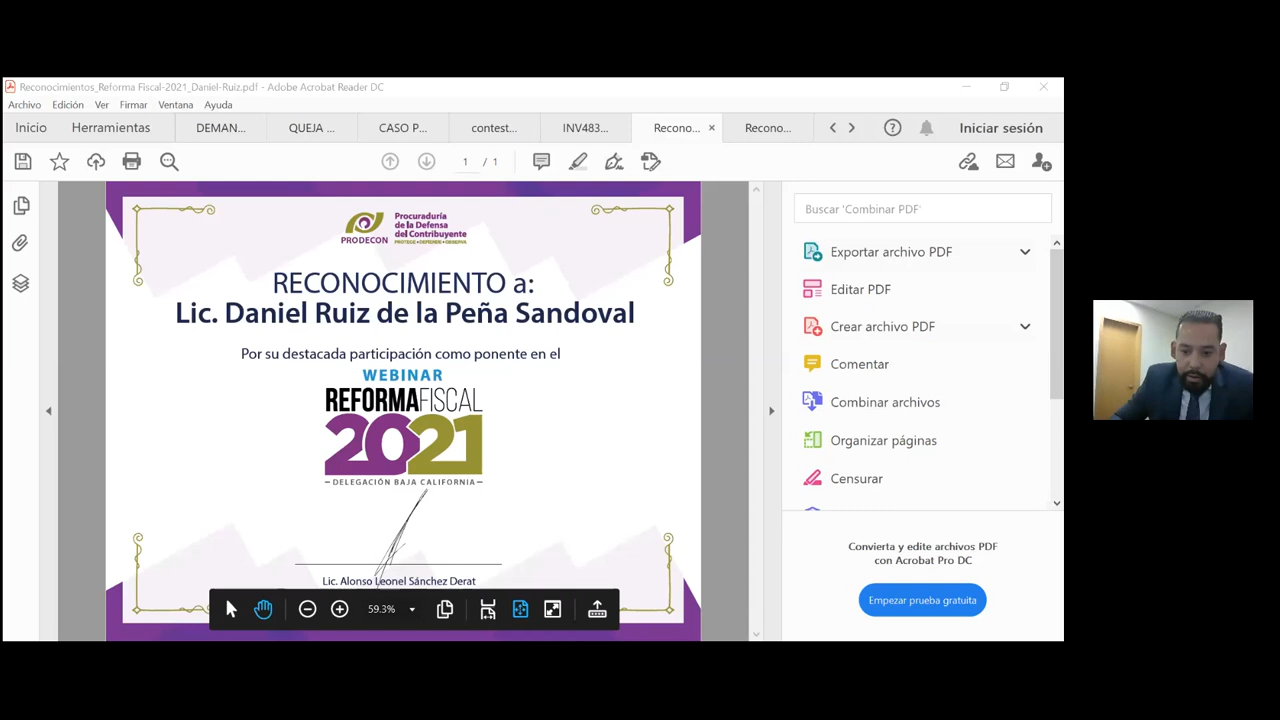 Reconocimientos_Reforma Fiscal-2021_Daniel-Ruiz.pdf - Adobe Acrobat Reader DC
Archivo Edición Ver Firmar Ventana Ayuda
Inicio Herramientas DEMAN... QUEJA ... CASO P... contest... INV483... Recono... × Recono... Iniciar sesión
1 / 1
Buscar 'Combinar PDF'
Exportar archivo PDF
Editar PDF
Crear archivo PDF
Comentar
Combinar archivos
Organizar páginas
Censurar
Convierta y edite archivos PDF
con Acrobat Pro DC
Empezar prueba gratuita
PRODECON
Procuraduría
de la Defensa
del Contribuyente
PROTEGE • DEFIENDE • OBSERVA
RECONOCIMIENTO a:
Lic. Daniel Ruiz de la Peña Sandoval
Por su destacada participación como ponente en el
WEBINAR
REFORMAFISCAL
2021
DELEGACIÓN BAJA CALIFORNIA
Lic. Alonso Leonel Sánchez Derat
59.3%